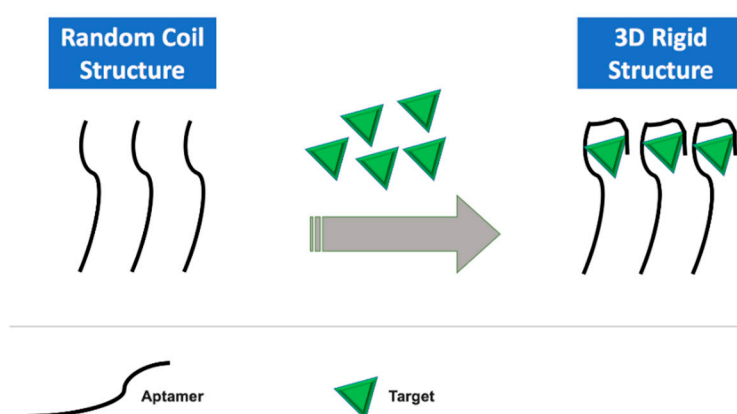 Random Coil
Structure
3D Rigid
Structure
Aptamer
Target